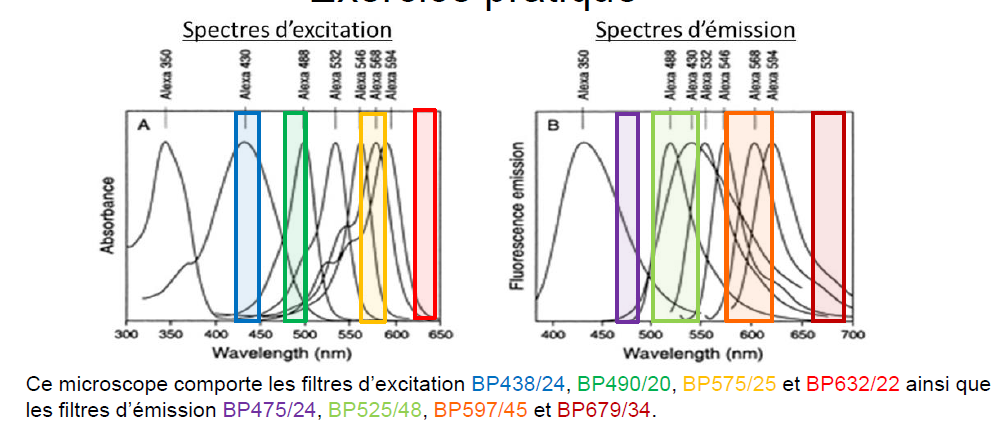 Exercice pratique
Spectres d’excitation
Spectres d’émission
Alexa 350
Alexa 430
Alexa 488
Alexa 532
Alexa 546
Alexa 568
Alexa 594
Alexa 350
Alexa 488
Alexa 430
Alexa 532
Alexa 546
Alexa 568
Alexa 594
A
B
Absorbance
Fluorescence emission
300 350 400 450 500 550 600 650
400 450 500 550 600 650 700
Wavelength (nm)
Wavelength (nm)
Ce microscope comporte les filtres d’excitation BP438/24, BP490/20, BP575/25 et BP632/22 ainsi que
les filtres d’émission BP475/24, BP525/48, BP597/45 et BP679/34.